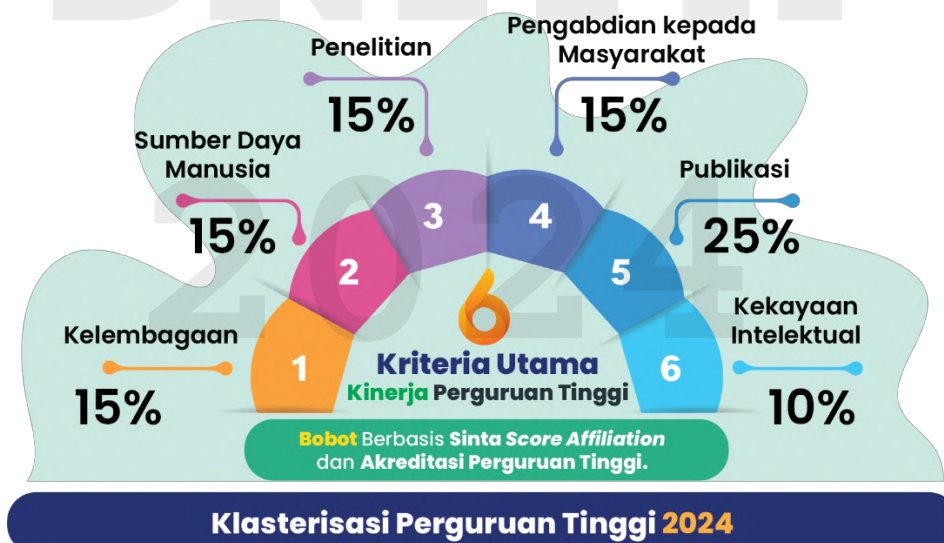 Penelitian
15%
Pengabdian kepada
Masyarakat
15%
Sumber Daya
Manusia
15%
Publikasi
25%
Kelembagaan
15%
Kekayaan
Intelektual
10%
1
2
3
4
5
6
6
Kriteria Utama
Kinerja Perguruan Tinggi
Bobot Berbasis Sinta Score Affiliation
dan Akreditasi Perguruan Tinggi.
Klasterisasi Perguruan Tinggi 2024
2024